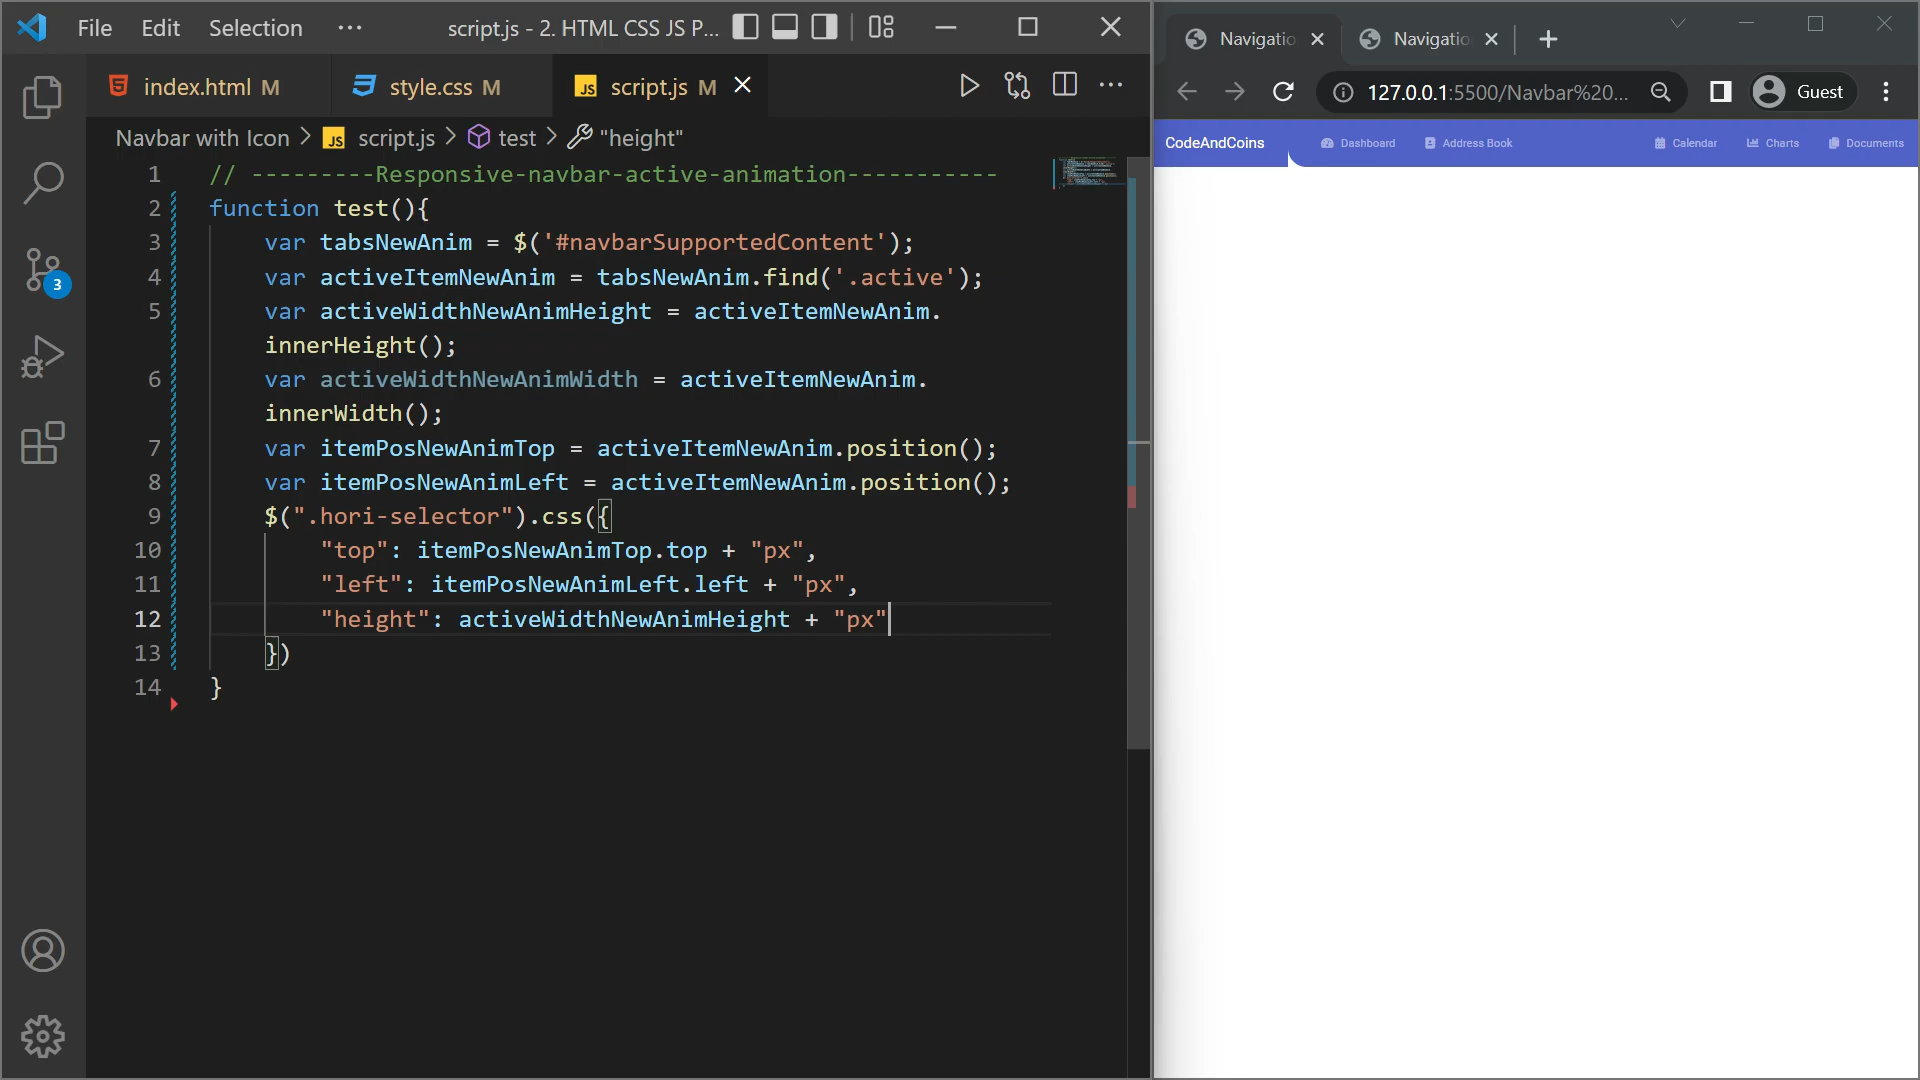 File Edit Selection ··· script.js - 2. HTML CSS JS P...
index.html M style.css M JS script.js M
Navbar with Icon > JS script.js > test > "height"
1 // ---------Responsive-navbar-active-animation-----------
2 function test(){
3 var tabsNewAnim = $('#navbarSupportedContent');
4 var activeItemNewAnim = tabsNewAnim.find('.active');
5 var activeWidthNewAnimHeight = activeItemNewAnim.
innerHeight();
6 var activeWidthNewAnimWidth = activeItemNewAnim.
innerWidth();
7 var itemPosNewAnimTop = activeItemNewAnim.position();
8 var itemPosNewAnimLeft = activeItemNewAnim.position();
9 $(".hori-selector").css({
10 "top": itemPosNewAnimTop.top + "px",
11 "left": itemPosNewAnimLeft.left + "px",
12 "height": activeWidthNewAnimHeight + "px"
13 })
14 }
3
Navigatio Navigatio
127.0.0.1:5500/Navbar%20... Guest
CodeAndCoins Dashboard Address Book Calendar Charts Documents